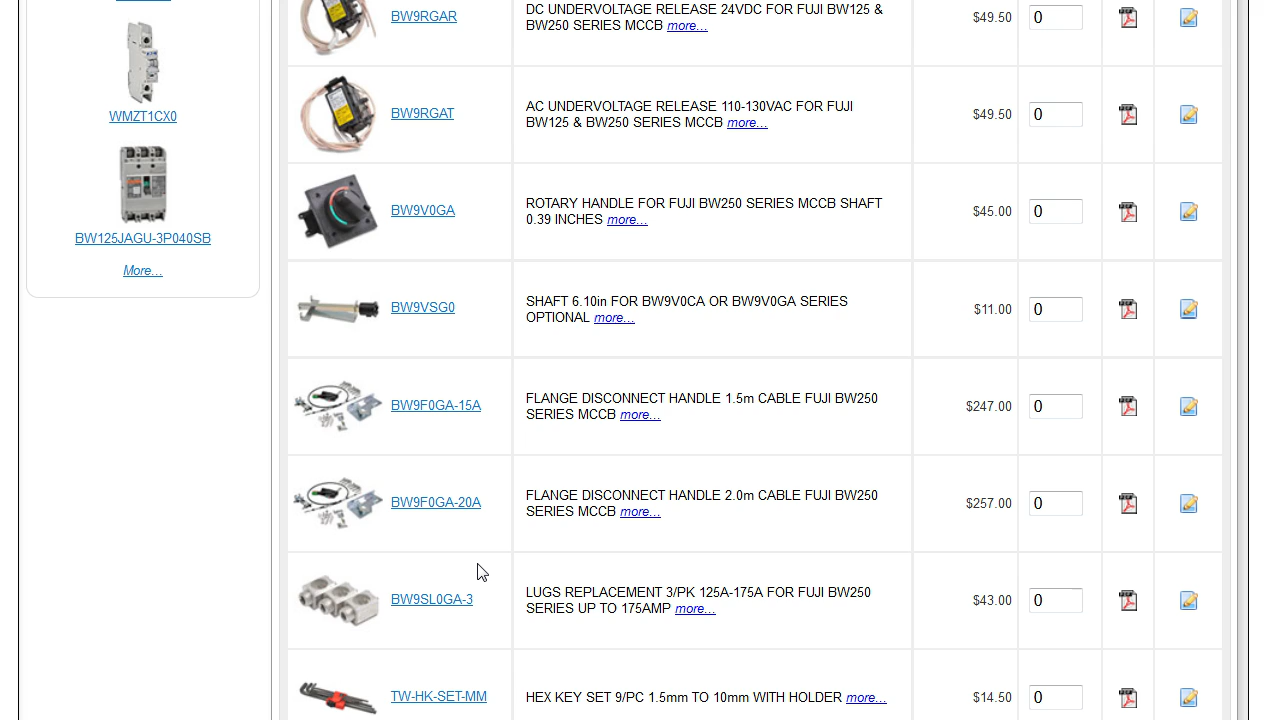 WMZT1CX0
BW125JAGU-3P040SB
More...
BW9RGAR
DC UNDERVOLTAGE RELEASE 24VDC FOR FUJI BW125 &
BW250 SERIES MCCB more...
$49.50
0
BW9RGAT
AC UNDERVOLTAGE RELEASE 110-130VAC FOR FUJI
BW125 & BW250 SERIES MCCB more...
$49.50
0
BW9V0GA
ROTARY HANDLE FOR FUJI BW250 SERIES MCCB SHAFT
0.39 INCHES more...
$45.00
0
BW9VSG0
SHAFT 6.10in FOR BW9V0CA OR BW9V0GA SERIES
OPTIONAL more...
$11.00
0
BW9F0GA-15A
FLANGE DISCONNECT HANDLE 1.5m CABLE FUJI BW250
SERIES MCCB more...
$247.00
0
BW9F0GA-20A
FLANGE DISCONNECT HANDLE 2.0m CABLE FUJI BW250
SERIES MCCB more...
$257.00
0
BW9SL0GA-3
LUGS REPLACEMENT 3/PK 125A-175A FOR FUJI BW250
SERIES UP TO 175AMP more...
$43.00
0
TW-HK-SET-MM
HEX KEY SET 9/PC 1.5mm TO 10mm WITH HOLDER more...
$14.50
0